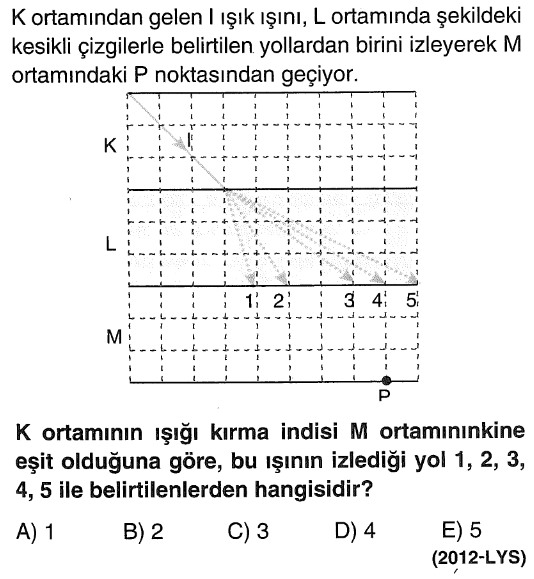 K ortamından gelen I ışık ışını, L ortamında şekildeki
kesikli çizgilerle belirtilen yollardan birini izleyerek M
ortamındaki P noktasından geçiyor.
K
I
L
1 2 3 4 5
M
P
K ortamının ışığı kırma indisi M ortamınınkine
eşit olduğuna göre, bu ışının izlediği yol 1, 2, 3,
4, 5 ile belirtilenlerden hangisidir?
A) 1 B) 2 C) 3 D) 4 E) 5
(2012-LYS)